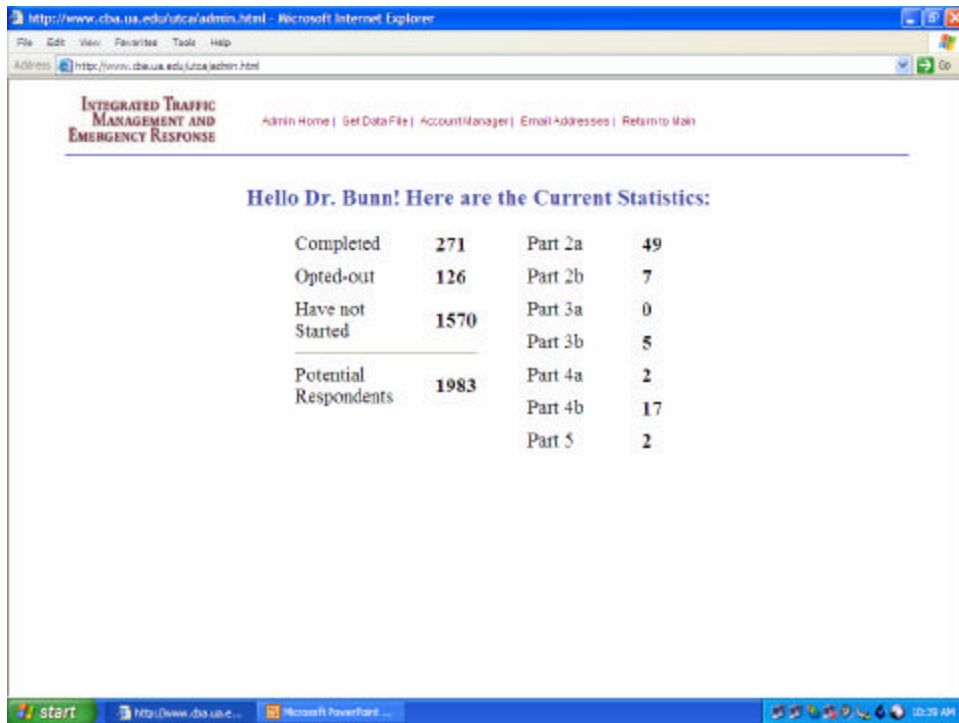 http://www.cba.ua.edu/utca/admin.html - Microsoft Internet Explorer
File Edit View Favorites Tools Help
Address http://www.cba.ua.edu/utca/admin.html Go
INTEGRATED TRAFFIC
MANAGEMENT AND
EMERGENCY RESPONSE
Admin Home | Get Data File | Account Manager | Email Addresses | Return to Main
Hello Dr. Bunn! Here are the Current Statistics:
Completed 271 Part 2a 49
Opted-out 126 Part 2b 7
Have not
Started 1570 Part 3a 0
Part 3b 5
Potential
Respondents 1983 Part 4a 2
Part 4b 17
Part 5 2
start http://www.cba.ua.e... Microsoft PowerPoint ... 10:39 AM